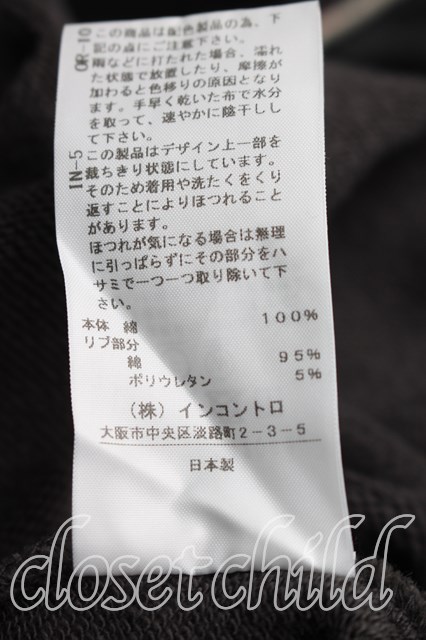 OR-10
この商品は配色製品の為、下
記の点にご注意下さい。
雨などに打たれた場合、濡れ
た状態で放置したり、摩擦が
加わると色移りの原因となり
ます。手早く乾いた布で水分
を取って、速やかに陰干しし
て下さい。
IN-5
この製品はデザイン上一部を
裁ちきり状態にしています。
そのため着用や洗たくをくり
返すことによりほつれること
があります。
ほつれが気になる場合は無理
に引っぱらずにその部分をハ
サミで一つ一つ取り除いて下
さい。
本体 綿 100%
リブ部分
綿 95%
ポリウレタン 5%
(株)インコントロ
大阪市中央区淡路町2-3-5
日本製
closet child